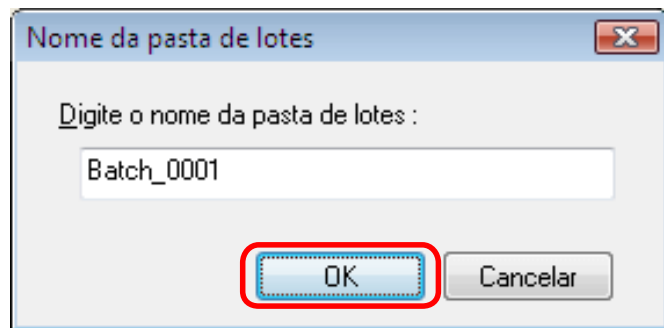 Nome da pasta de lotes
Digite o nome da pasta de lotes :
Batch_0001
OK Cancelar